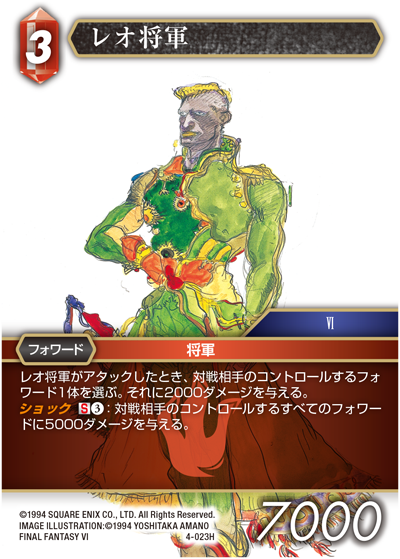 3
レオ将軍
VI
フォワード
将軍
レオ将軍がアタックしたとき、対戦相手のコントロールするフォ
ワード1体を選ぶ。それに2000ダメージを与える。
ショック S3：対戦相手のコントロールするすべてのフォワー
ドに5000ダメージを与える。
©1994 SQUARE ENIX CO., LTD. All Rights Reserved.
IMAGE ILLUSTRATION:©1994 YOSHITAKA AMANO
FINAL FANTASY VI
4-023H
7000